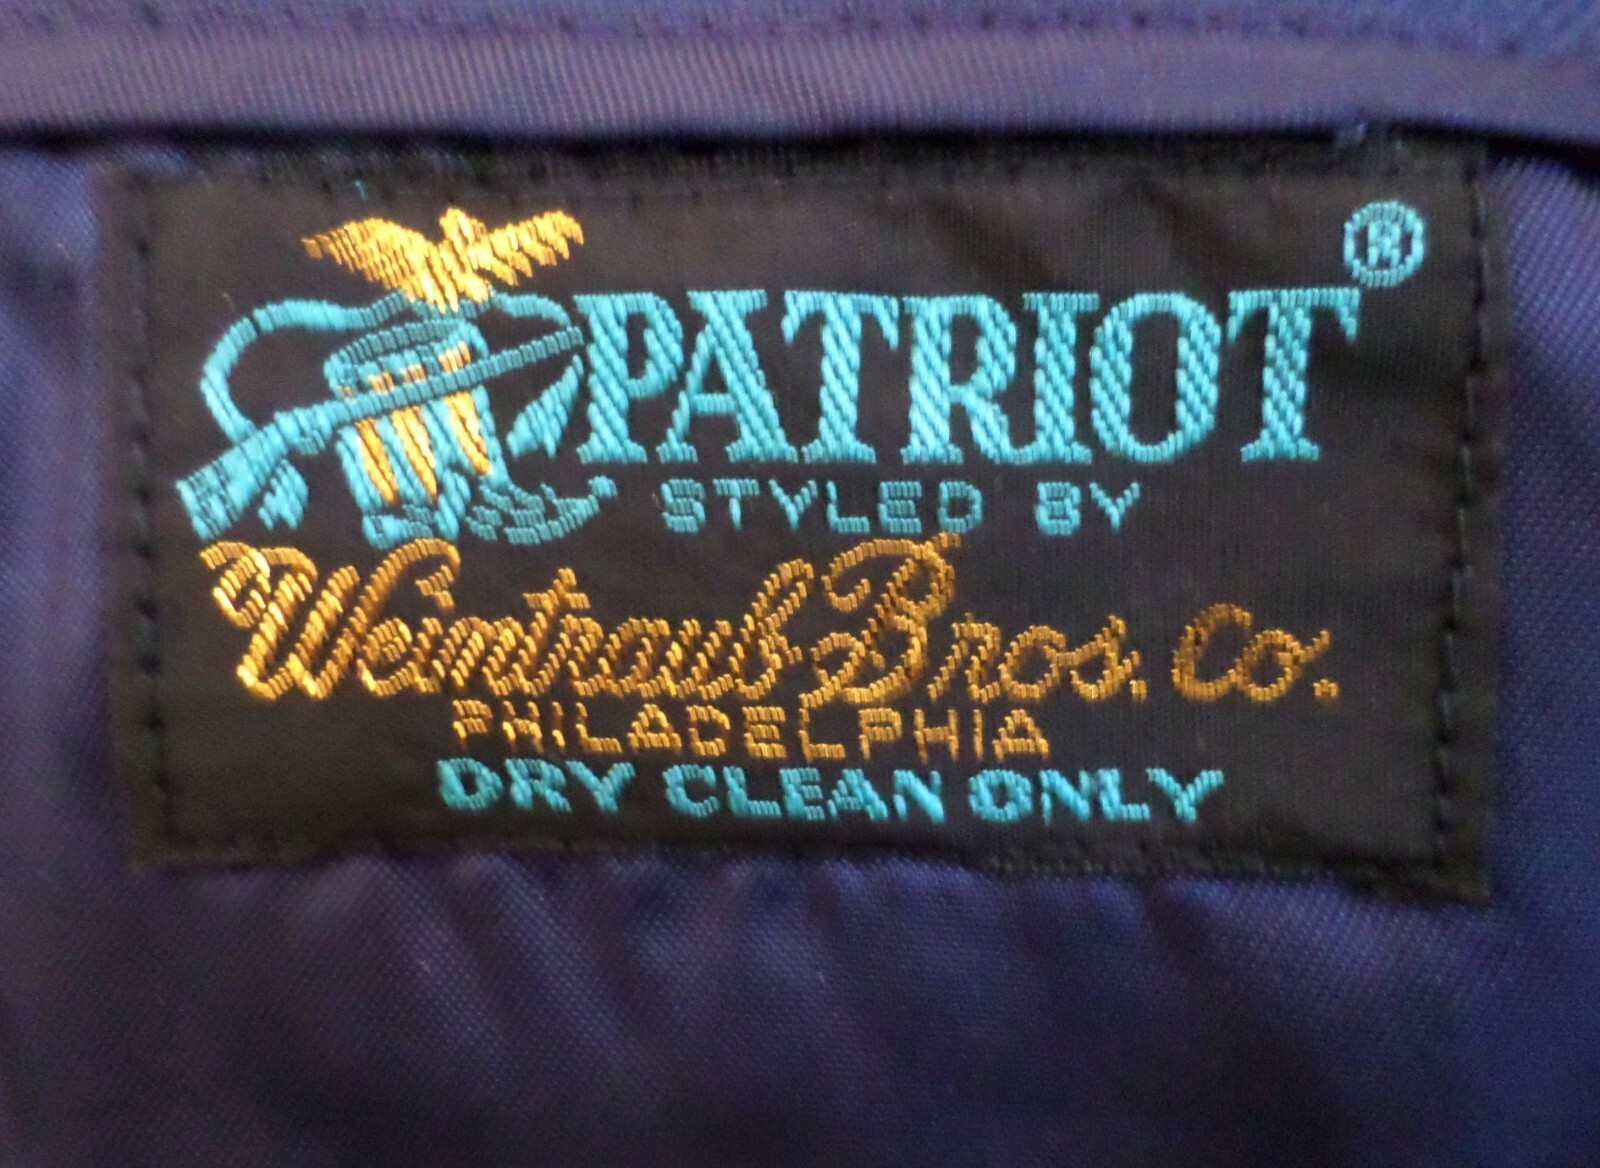 PATRIOT®
STYLED BY
Weintraub Bros. Co.
PHILADELPHIA
DRY CLEAN ONLY